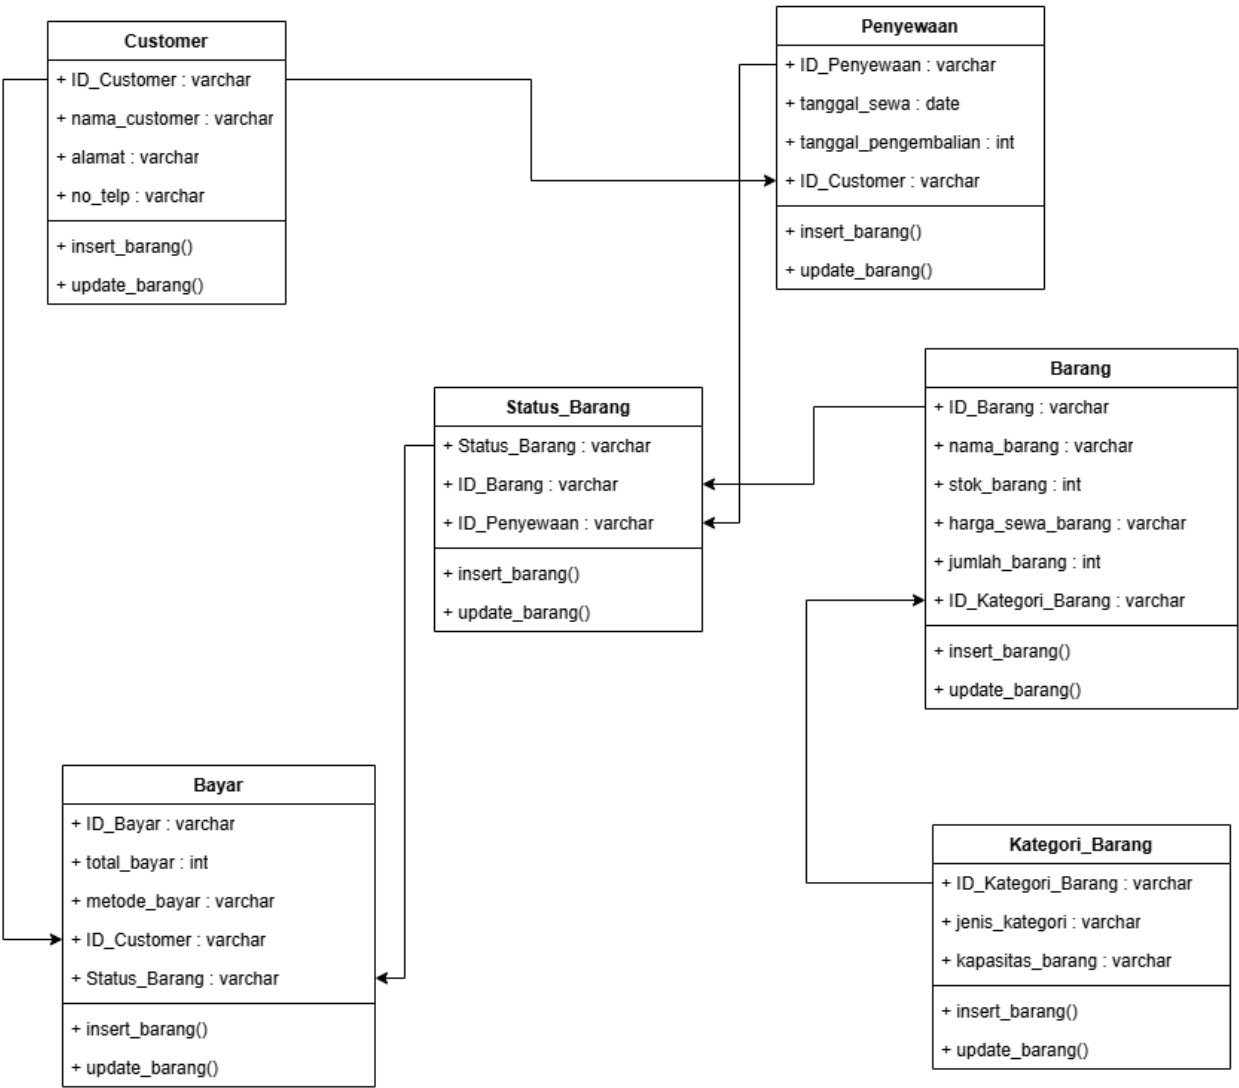 Customer
+ ID_Customer : varchar
+ nama_customer : varchar
+ alamat : varchar
+ no_telp : varchar
+ insert_barang()
+ update_barang()
Penyewaan
+ ID_Penyewaan : varchar
+ tanggal_sewa : date
+ tanggal_pengembalian : int
+ ID_Customer : varchar
+ insert_barang()
+ update_barang()
Status_Barang
+ Status_Barang : varchar
+ ID_Barang : varchar
+ ID_Penyewaan : varchar
+ insert_barang()
+ update_barang()
Barang
+ ID_Barang : varchar
+ nama_barang : varchar
+ stok_barang : int
+ harga_sewa_barang : varchar
+ jumlah_barang : int
+ ID_Kategori_Barang : varchar
+ insert_barang()
+ update_barang()
Bayar
+ ID_Bayar : varchar
+ total_bayar : int
+ metode_bayar : varchar
+ ID_Customer : varchar
+ Status_Barang : varchar
+ insert_barang()
+ update_barang()
Kategori_Barang
+ ID_Kategori_Barang : varchar
+ jenis_kategori : varchar
+ kapasitas_barang : varchar
+ insert_barang()
+ update_barang()